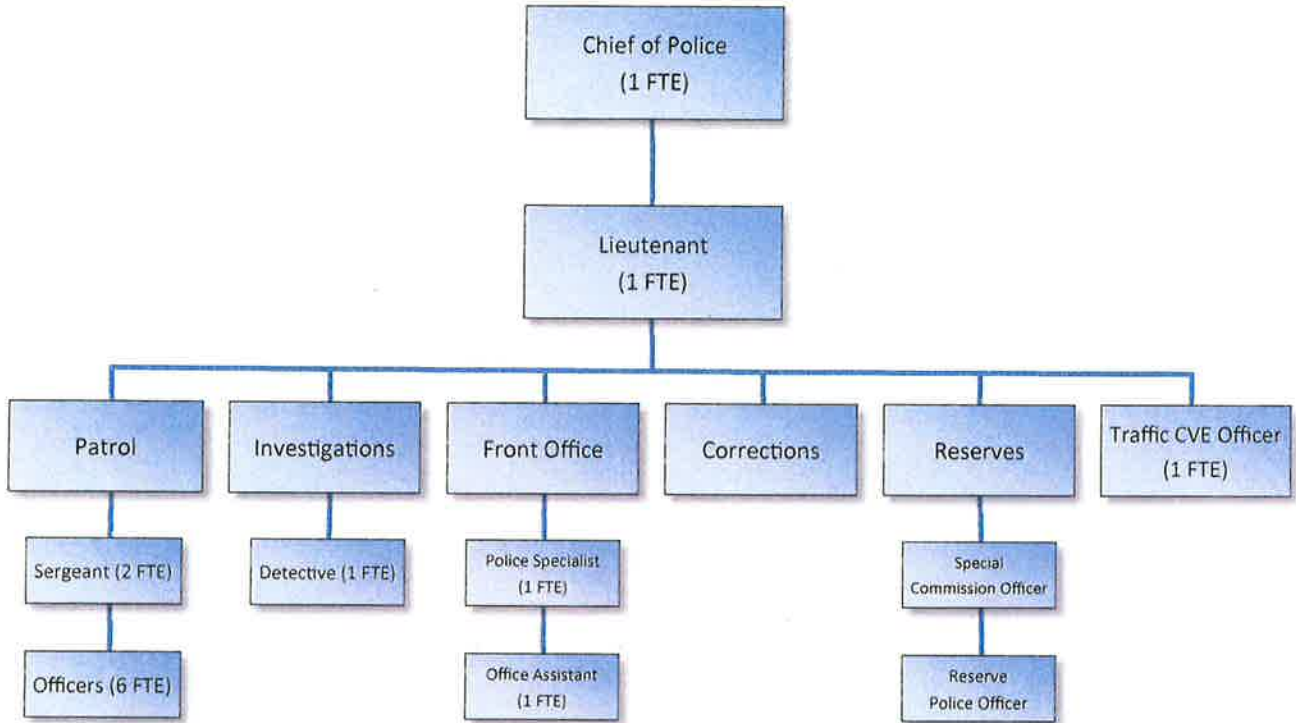 Chief of Police
(1 FTE)
Lieutenant
(1 FTE)
Patrol
Investigations
Front Office
Corrections
Reserves
Traffic CVE Officer
(1 FTE)
Sergeant (2 FTE)
Detective (1 FTE)
Police Specialist
(1 FTE)
Special
Commission Officer
Officers (6 FTE)
Office Assistant
(1 FTE)
Reserve
Police Officer